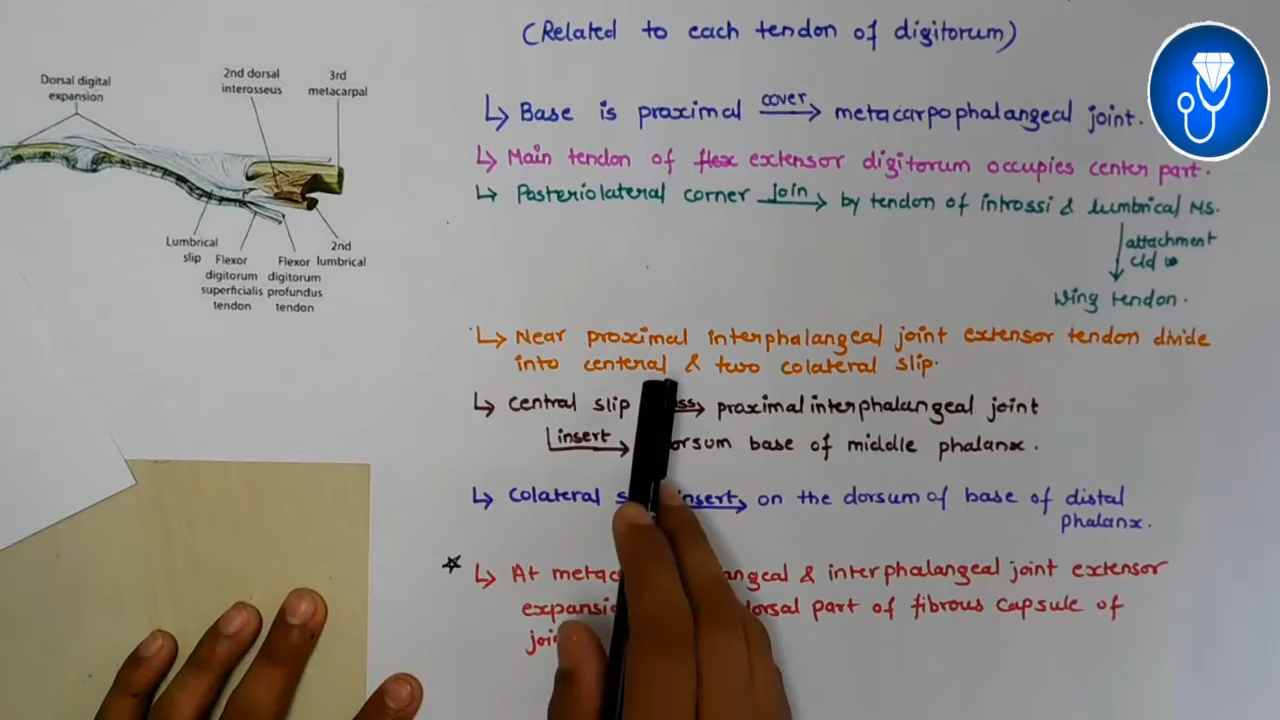 (Related to each tendon of digitorum)
Dorsal digital
expansion
2nd dorsal
interosseus
3rd
metacarpal
Lumbrical
slip
Flexor
digitorum
superficialis
tendon
Flexor
digitorum
profundus
tendon
2nd
lumbrical
↳ Base is proximal cover → metacarpophalangeal joint.
↳ Main tendon of flex extensor digitorum occupies center part.
↳ Posteriolateral corner join → by tendon of introssi & lumbrical Ms.
attachment
cld
wing tendon.
↳ Near proximal interphalangeal joint extensor tendon divide
into centeral & two colateral slip.
↳ central slip → proximal interphalangeal joint
insert → base of middle phalanx.
↳ colateral insert → on the dorsum of base of distal
phalanx.
☆ ↳ At & interphalangeal joint extensor
dorsal part of fibrous capsule of